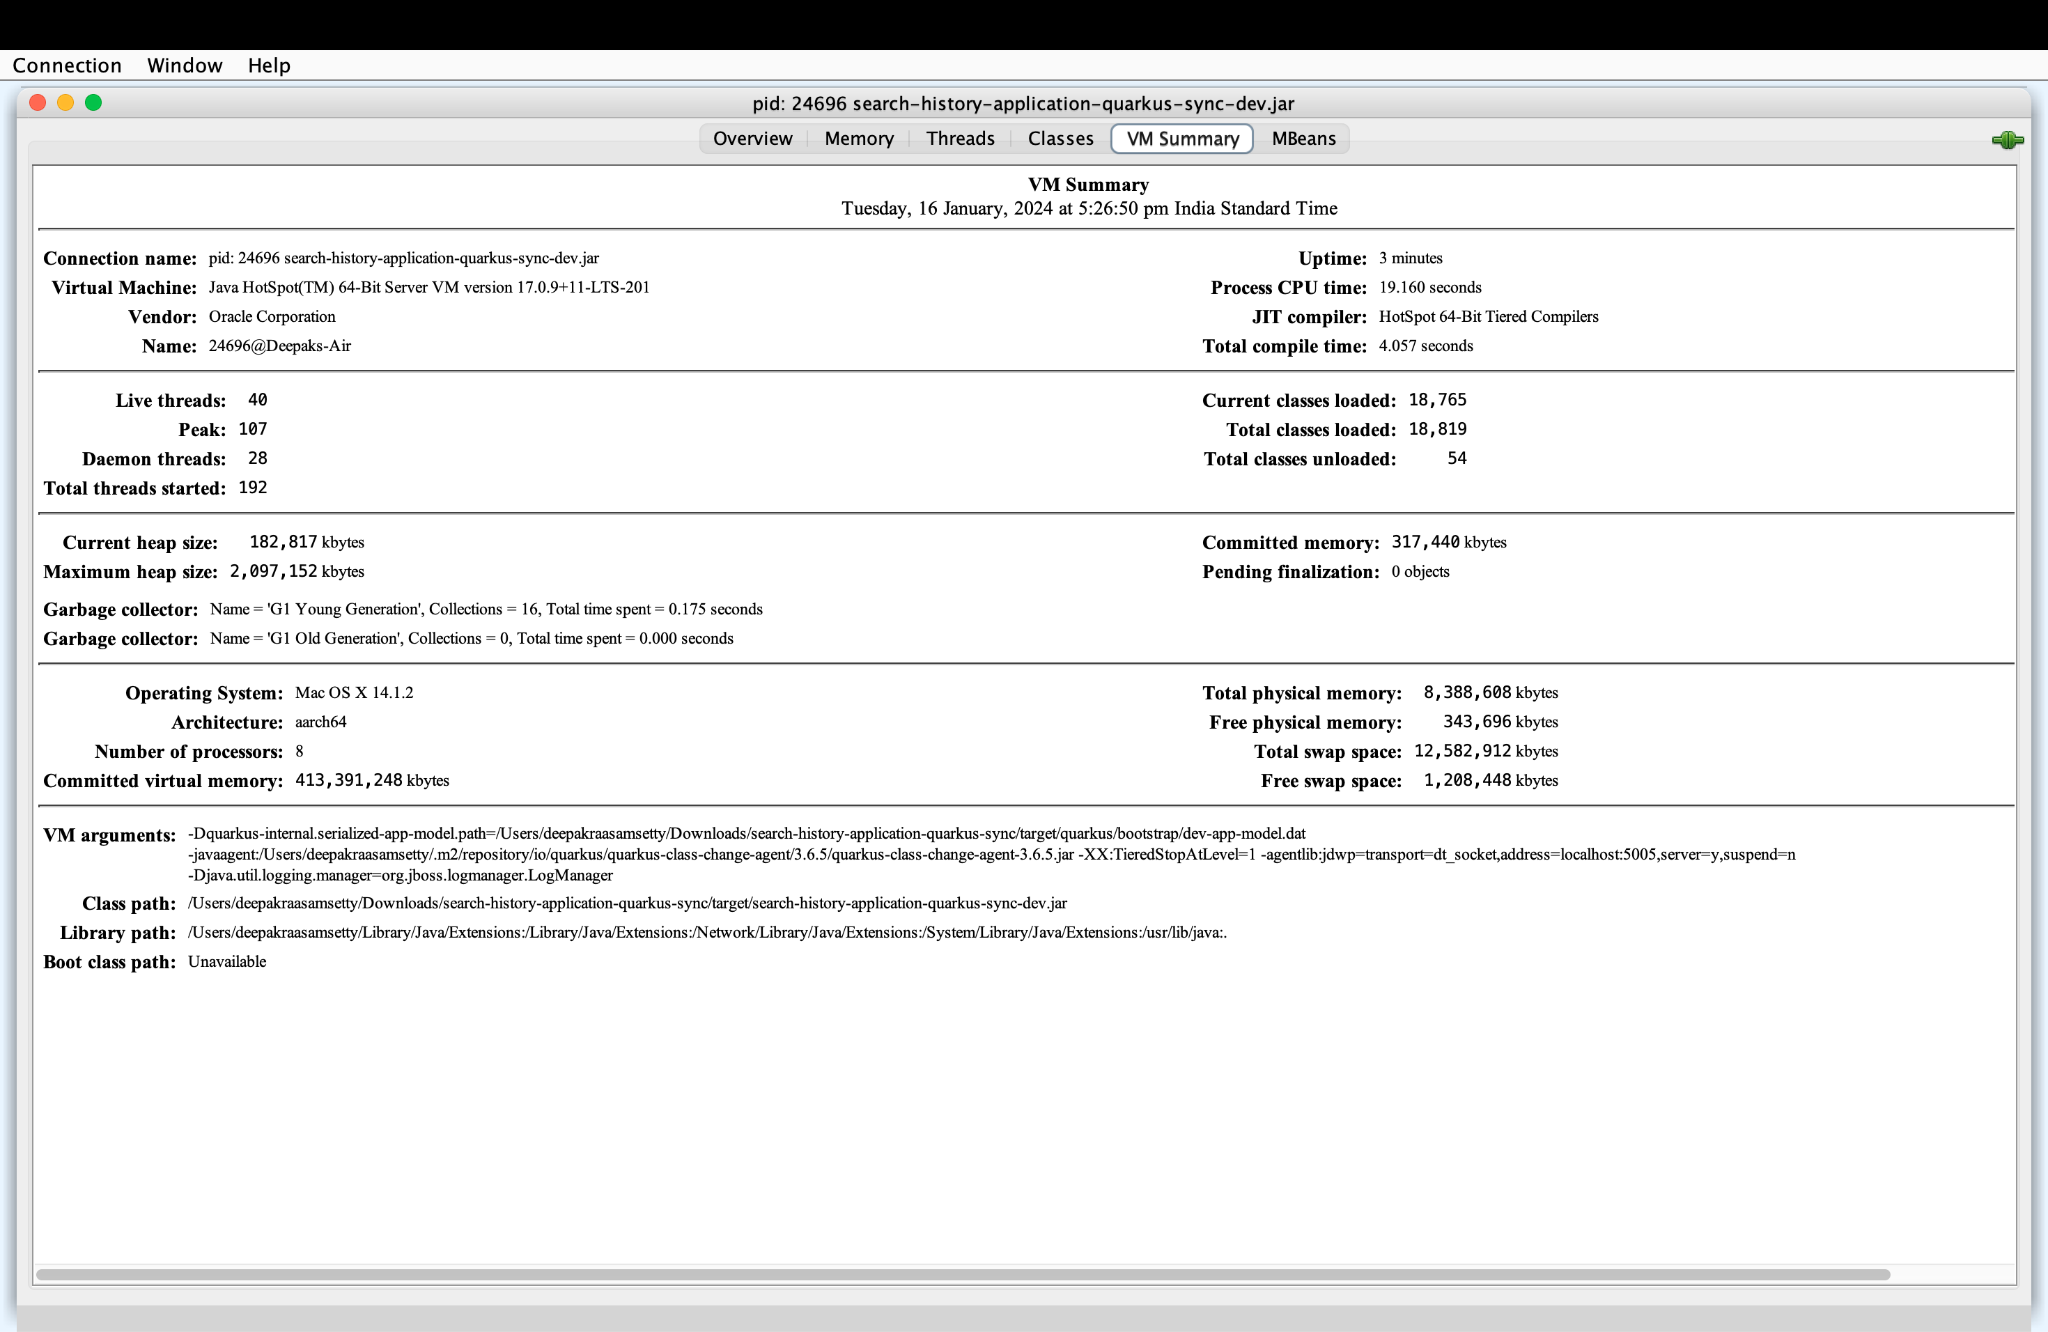 Connection Window Help
pid: 24696 search-history-application-quarkus-sync-dev.jar
Overview Memory Threads Classes VM Summary MBeans
VM Summary
Tuesday, 16 January, 2024 at 5:26:50 pm India Standard Time
Connection name: pid: 24696 search-history-application-quarkus-sync-dev.jar
Virtual Machine: Java HotSpot(TM) 64-Bit Server VM version 17.0.9+11-LTS-201
Vendor: Oracle Corporation
Name: 24696@Deepaks-Air
Uptime: 3 minutes
Process CPU time: 19.160 seconds
JIT compiler: HotSpot 64-Bit Tiered Compilers
Total compile time: 4.057 seconds
Live threads: 40
Peak: 107
Daemon threads: 28
Total threads started: 192
Current classes loaded: 18,765
Total classes loaded: 18,819
Total classes unloaded: 54
Current heap size: 182,817 kbytes
Maximum heap size: 2,097,152 kbytes
Committed memory: 317,440 kbytes
Pending finalization: 0 objects
Garbage collector: Name = 'G1 Young Generation', Collections = 16, Total time spent = 0.175 seconds
Garbage collector: Name = 'G1 Old Generation', Collections = 0, Total time spent = 0.000 seconds
Operating System: Mac OS X 14.1.2
Architecture: aarch64
Number of processors: 8
Committed virtual memory: 413,391,248 kbytes
Total physical memory: 8,388,608 kbytes
Free physical memory: 343,696 kbytes
Total swap space: 12,582,912 kbytes
Free swap space: 1,208,448 kbytes
VM arguments: -Dquarkus-internal.serialized-app-model.path=/Users/deepakraasamsetty/Downloads/search-history-application-quarkus-sync/target/quarkus/bootstrap/dev-app-model.dat
-javaagent:/Users/deepakraasamsetty/.m2/repository/io/quarkus/quarkus-class-change-agent/3.6.5/quarkus-class-change-agent-3.6.5.jar -XX:TieredStopAtLevel=1 -agentlib:jdwp=transport=dt_socket,address=localhost:5005,server=y,suspend=n
-Djava.util.logging.manager=org.jboss.logmanager.LogManager
Class path: /Users/deepakraasamsetty/Downloads/search-history-application-quarkus-sync/target/search-history-application-quarkus-sync-dev.jar
Library path: /Users/deepakraasamsetty/Library/Java/Extensions:/Library/Java/Extensions:/Network/Library/Java/Extensions:/System/Library/Java/Extensions:/usr/lib/java:.
Boot class path: Unavailable